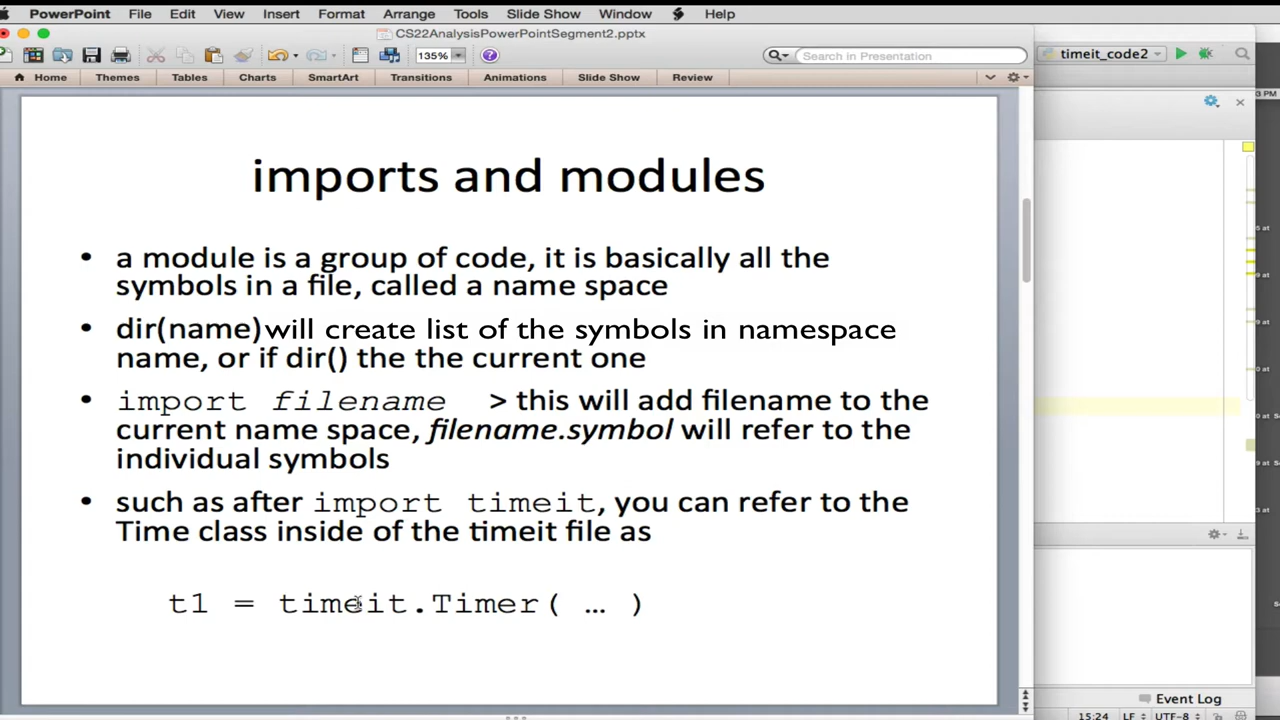 PowerPoint File Edit View Insert Format Arrange Tools Slide Show Window Help
CS22AnalysisPowerPointSegment2.pptx
135% Search in Presentation timeit_code2
Home Themes Tables Charts SmartArt Transitions Animations Slide Show Review
3 PM
imports and modules
• a module is a group of code, it is basically all the
symbols in a file, called a name space
• dir(name) will create list of the symbols in namespace
name, or if dir() the the current one
• import filename > this will add filename to the
current name space, filename.symbol will refer to the
individual symbols
• such as after import timeit, you can refer to the
Time class inside of the timeit file as
t1 = timeit.Timer( … )
Event Log
15:24 LF UTF-8